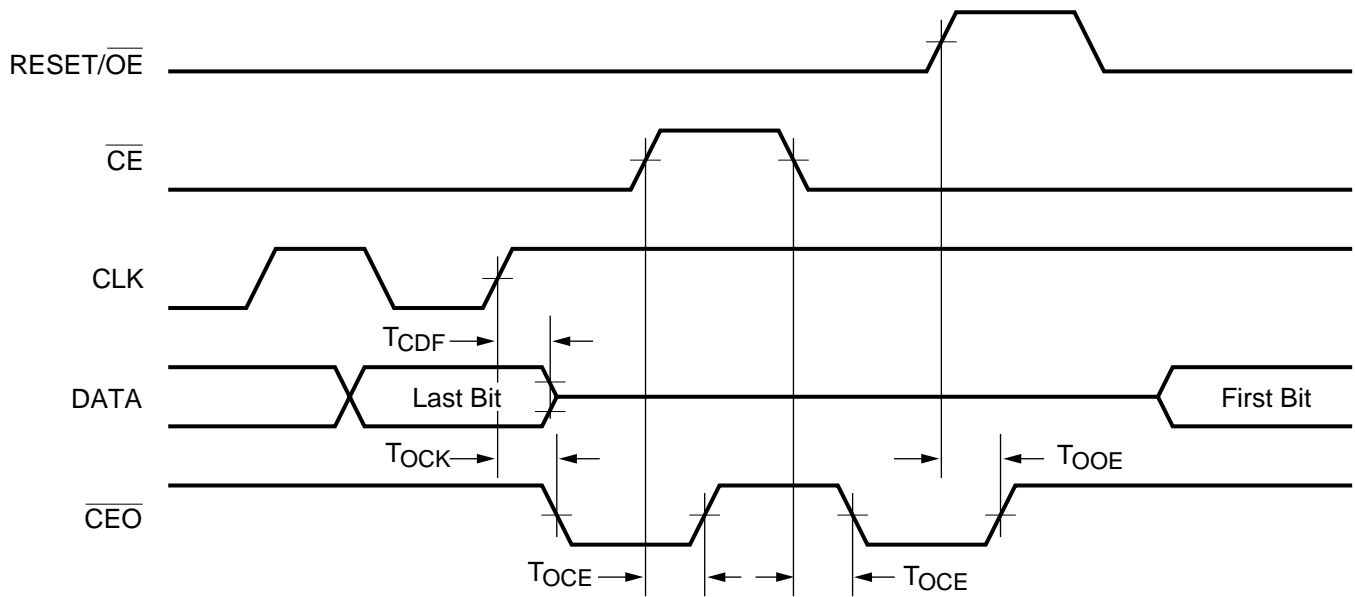 RESET/OE
CE
CLK
TCDF
DATA
Last Bit
First Bit
TOCK
TOOE
CEO
TOCE
TOCE